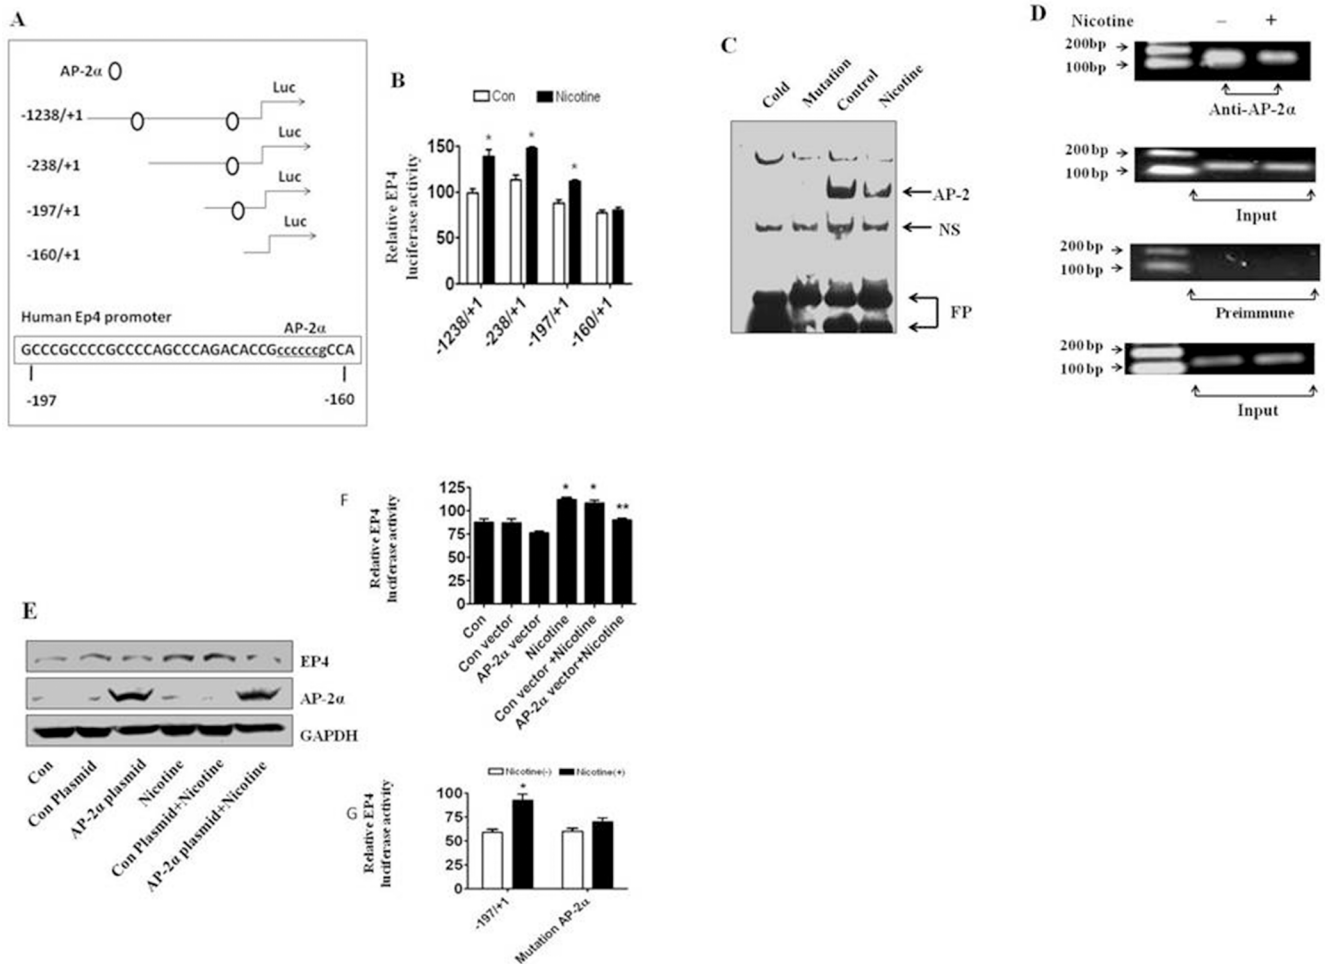 A
AP-2α
Luc
-1238/+1
Luc
-238/+1
Luc
-197/+1
Luc
-160/+1
Human Ep4 promoter
AP-2α
GCCCGCCCCGCCCCAGCCCAGACACCGccccccgCCA
-197
-160
B
Con
Nicotine
Relative EP4
luciferase activity
150
100
50
0
*
*
*
-1238/+1
-238/+1
-197/+1
-160/+1
C
Cold
Mutation
Control
Nicotine
AP-2
NS
FP
D
Nicotine
– +
200bp
100bp
Anti-AP-2α
200bp
100bp
Input
200bp
100bp
Preimmune
200bp
100bp
Input
E
EP4
AP-2α
GAPDH
Con
Con Plasmid
AP-2α plasmid
Nicotine
Con Plasmid+Nicotine
AP-2α plasmid+Nicotine
F
Relative EP4
luciferase activity
125
100
75
50
25
0
*
*
**
Con
Con vector
AP-2α vector
Nicotine
Con vector +Nicotine
AP-2α vector+Nicotine
G
Nicotine(-)
Nicotine(+)
Relative EP4
luciferase activity
100
75
50
25
0
*
-197/+1
Mutation AP-2α